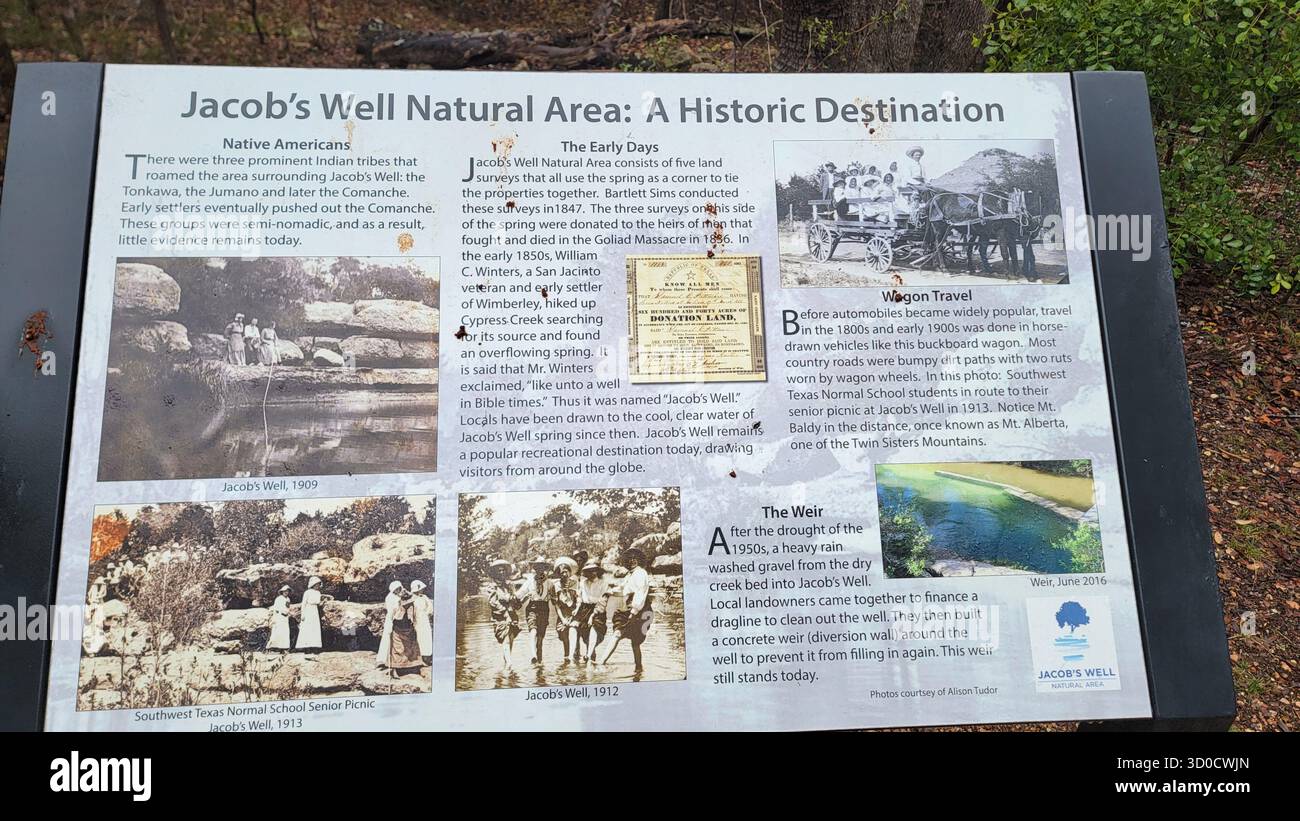 Jacob's Well Natural Area: A Historic Destination
Native Americans
There were three prominent Indian tribes that
roamed the area surrounding Jacob's Well: the
Tonkawa, the Jumano and later the Comanche.
Early settlers eventually pushed out the Comanche.
These groups were semi-nomadic, and as a result,
little evidence remains today.
Jacob's Well, 1909
Southwest Texas Normal School Senior Picnic
Jacob's Well, 1913
The Early Days
Jacob's Well Natural Area consists of five land
surveys that all use the spring as a corner to tie
the properties together. Bartlett Sims conducted
these surveys in1847. The three surveys on this side
of the spring were donated to the heirs of men that
fought and died in the Goliad Massacre in 1836. In
the early 1850s, William
C. Winters, a San Jacinto
veteran and early settler
of Wimberley, hiked up
Cypress Creek searching
for its source and found
an overflowing spring. It
is said that Mr. Winters
exclaimed, "like unto a well
in Bible times." Thus it was named "Jacob's Well."
Locals have been drawn to the cool, clear water of
Jacob's Well spring since then. Jacob's Well remains
a popular recreational destination today, drawing
visitors from around the globe.
KNOW ALL MEN
SIX HUNDRED AND FORTY ACRES OF
DONATION LAND,
Jacob's Well, 1912
Wagon Travel
Before automobiles became widely popular, travel
in the 1800s and early 1900s was done in horse-
drawn vehicles like this buckboard wagon. Most
country roads were bumpy dirt paths with two ruts
worn by wagon wheels. In this photo: Southwest
Texas Normal School students in route to their
senior picnic at Jacob's Well in 1913. Notice Mt.
Baldy in the distance, once known as Mt. Alberta,
one of the Twin Sisters Mountains.
The Weir
After the drought of the
1950s, a heavy rain
washed gravel from the dry
creek bed into Jacob's Well.
Local landowners came together to finance a
dragline to clean out the well. They then built
a concrete weir (diversion wall) around the
well to prevent it from filling in again. This weir
still stands today.
Weir, June 2016
JACOB'S WELL
NATURAL AREA
Photos courtsey of Alison Tudor
alamy
Image ID: 3D0CWJN
www.alamy.com